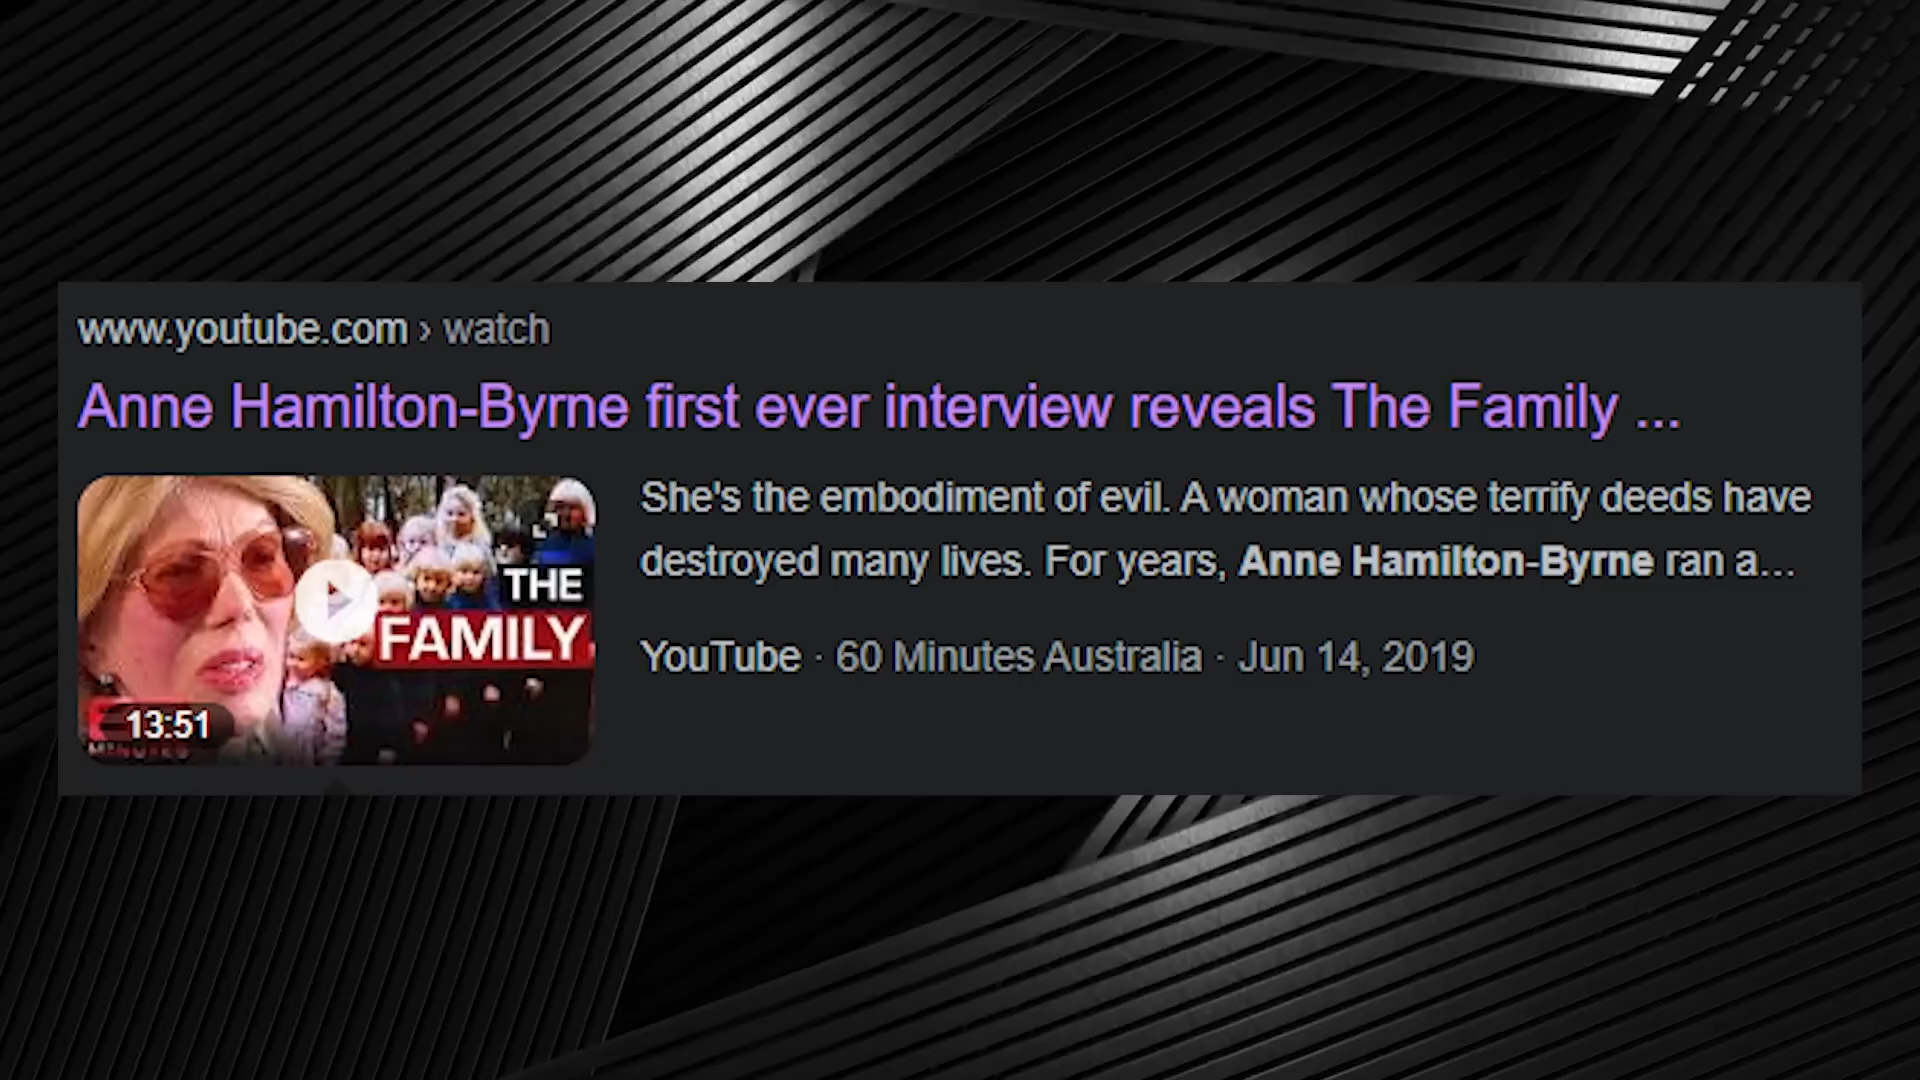 www.youtube.com › watch
Anne Hamilton-Byrne first ever interview reveals The Family ...
She's the embodiment of evil. A woman whose terrify deeds have
destroyed many lives. For years, Anne Hamilton-Byrne ran a...
YouTube · 60 Minutes Australia · Jun 14, 2019
THE
FAMILY
13:51
MINUTES